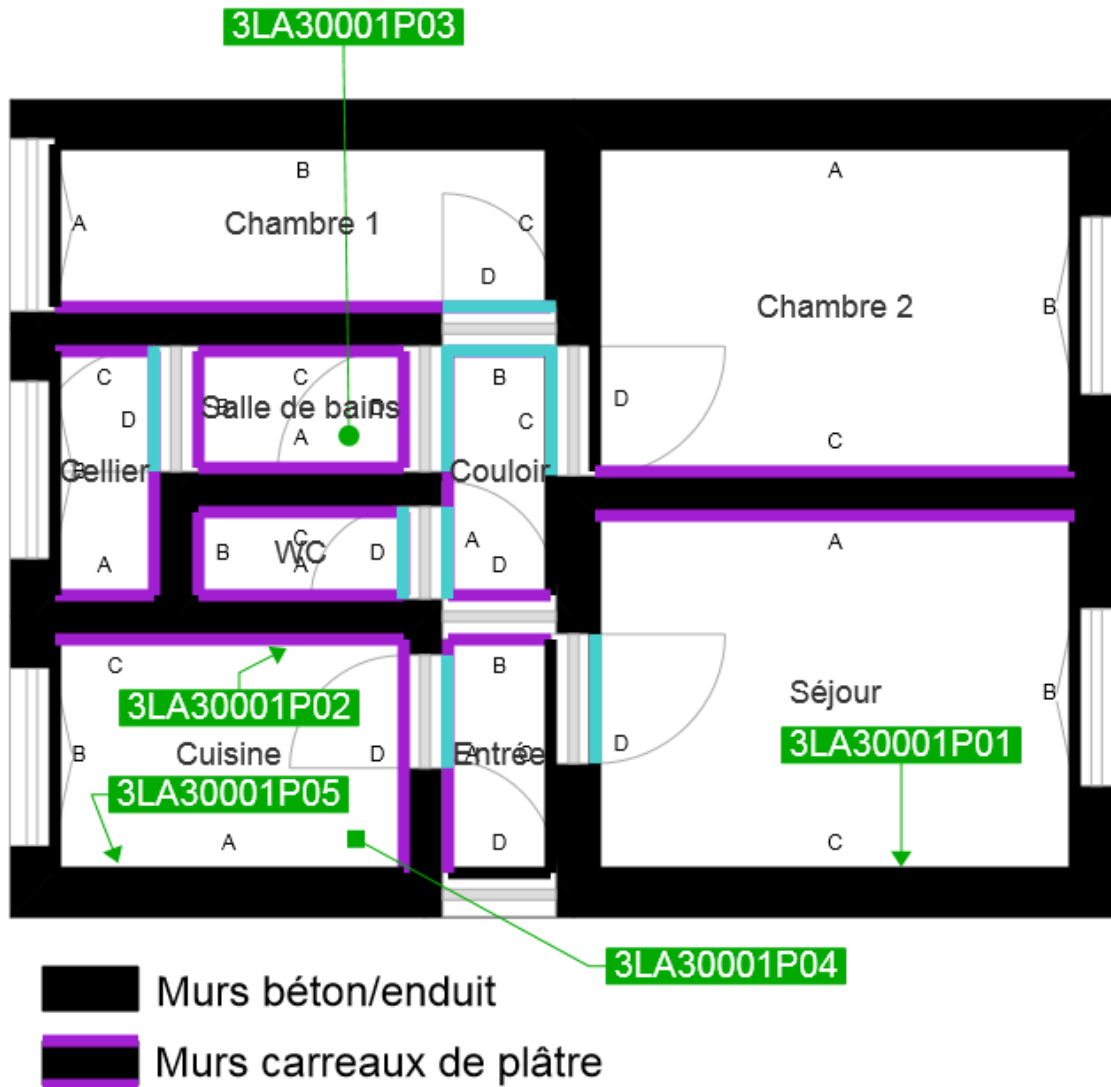 3LA30001P03
B
A
A
Chambre 1
C
D
Chambre 2
B
C
C
B
D
B
Salle de bains
D
C
D
A
C
B
Cellier
Couloir
C
B
WC
D
A
A
A
D
A
B
C
3LA30001P02
Séjour
B
B
Cuisine
D
Entrée
A
C
D
3LA30001P01
3LA30001P05
A
D
C
3LA30001P04
Murs béton/enduit
Murs carreaux de plâtre